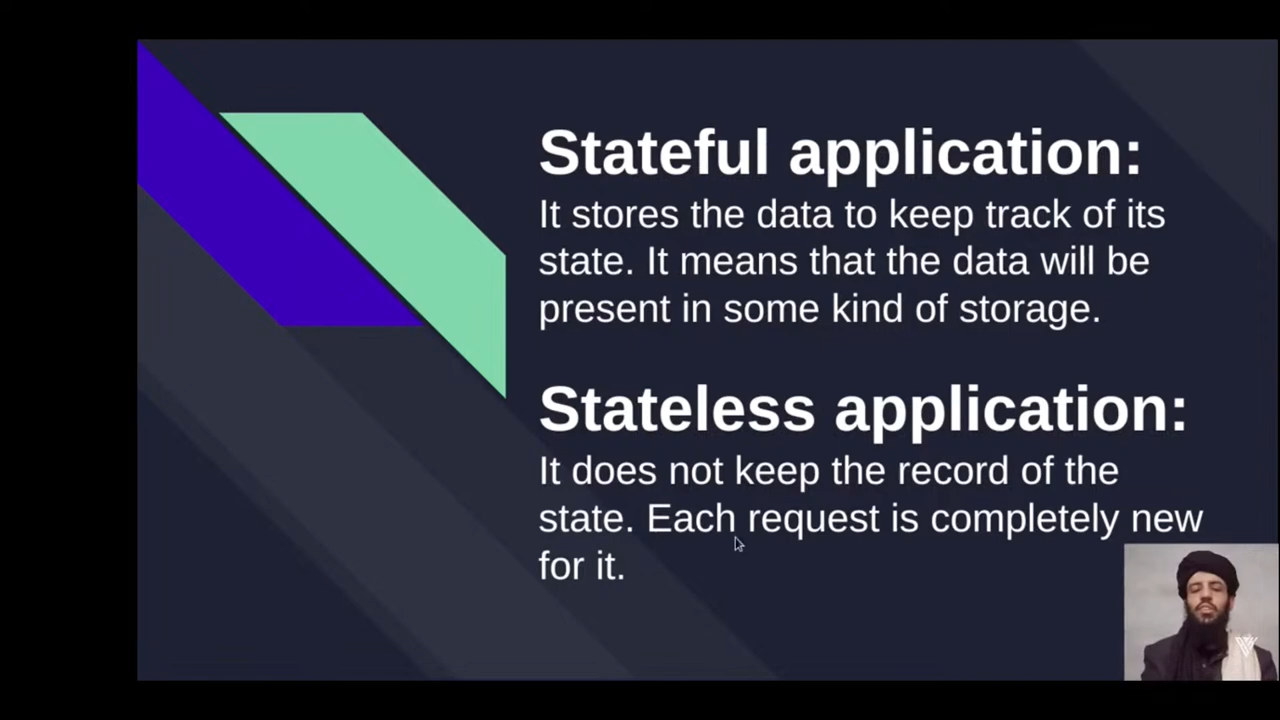 Stateful application:
It stores the data to keep track of its
state. It means that the data will be
present in some kind of storage.
Stateless application:
It does not keep the record of the
state. Each request is completely new
for it.